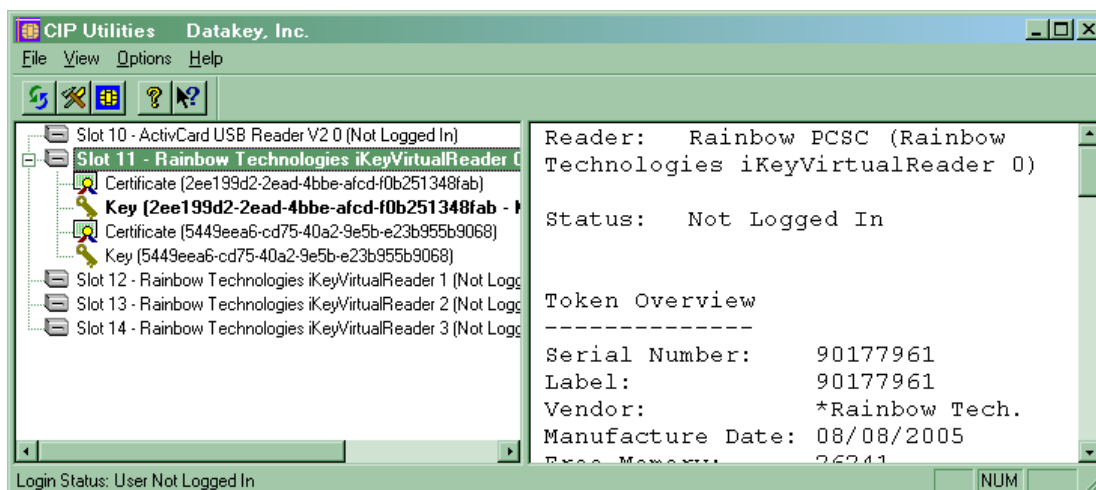 CIP Utilities Datakey, Inc.
File View Options Help
Slot 10 - ActivCard USB Reader V2 0 (Not Logged In)
Slot 11 - Rainbow Technologies iKeyVirtualReader
Certificate (2ee199d2-2ead-4bbe-afcd-f0b251348fab)
Key (2ee199d2-2ead-4bbe-afcd-f0b251348fab -
Certificate (5449eea6-cd75-40a2-9e5b-e23b955b9068)
Key (5449eea6-cd75-40a2-9e5b-e23b955b9068)
Slot 12 - Rainbow Technologies iKeyVirtualReader 1 (Not Logg
Slot 13 - Rainbow Technologies iKeyVirtualReader 2 (Not Logg
Slot 14 - Rainbow Technologies iKeyVirtualReader 3 (Not Logg
Reader: Rainbow PCSC (Rainbow
Technologies iKeyVirtualReader 0)
Status: Not Logged In
Token Overview
--------------
Serial Number: 90177961
Label: 90177961
Vendor: *Rainbow Tech.
Manufacture Date: 08/08/2005
Login Status: User Not Logged In
NUM